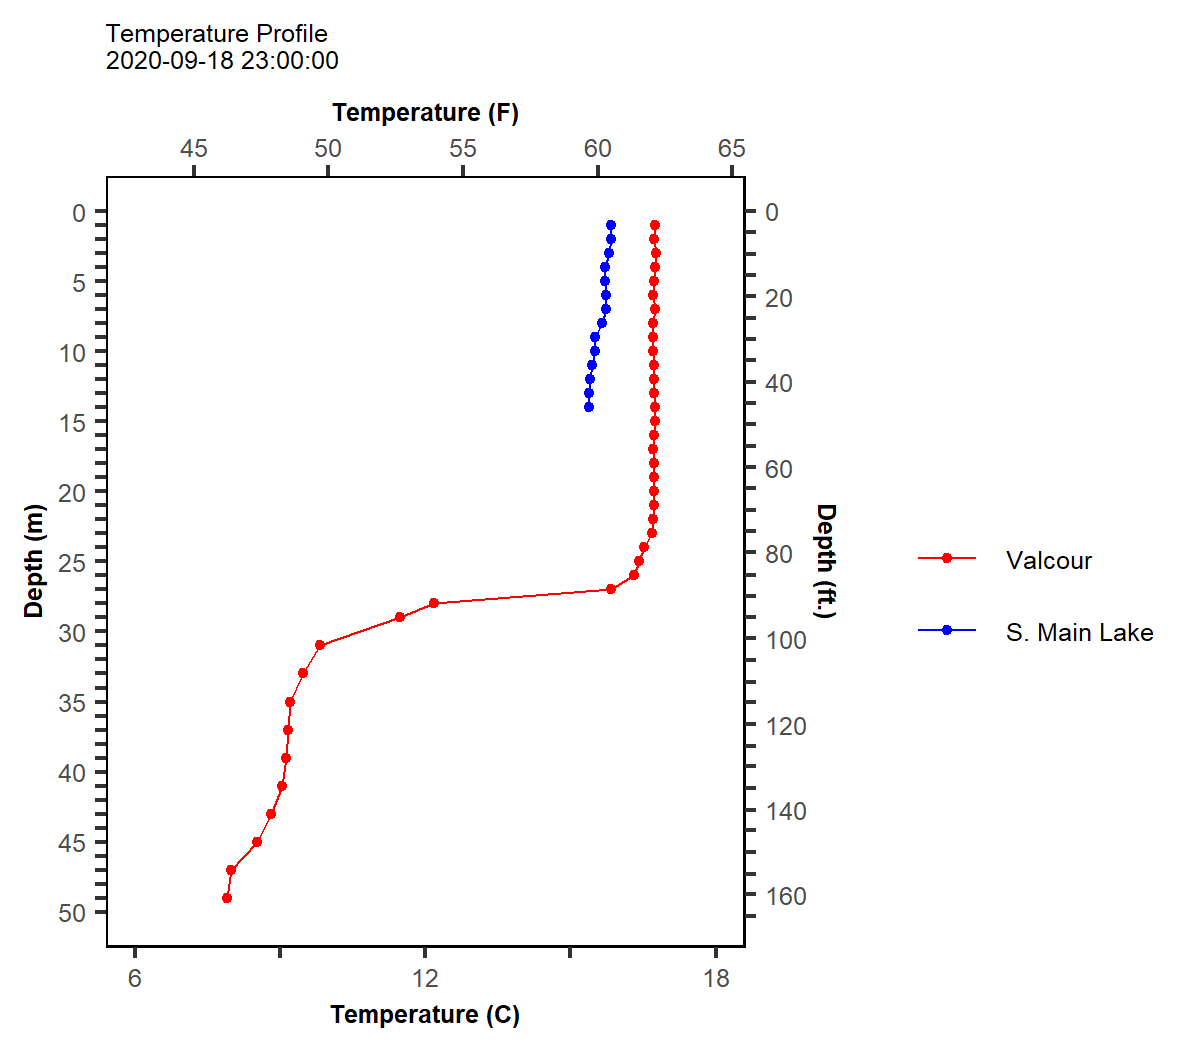 Temperature Profile
2020-09-18 23:00:00
Temperature (F)
45 50 55 60 65
0
5
10
15
20
25
30
35
40
45
50
Depth (m)
0
20
40
60
80
100
120
140
160
Depth (ft.)
Valcour
S. Main Lake
6 12 18
Temperature (C)